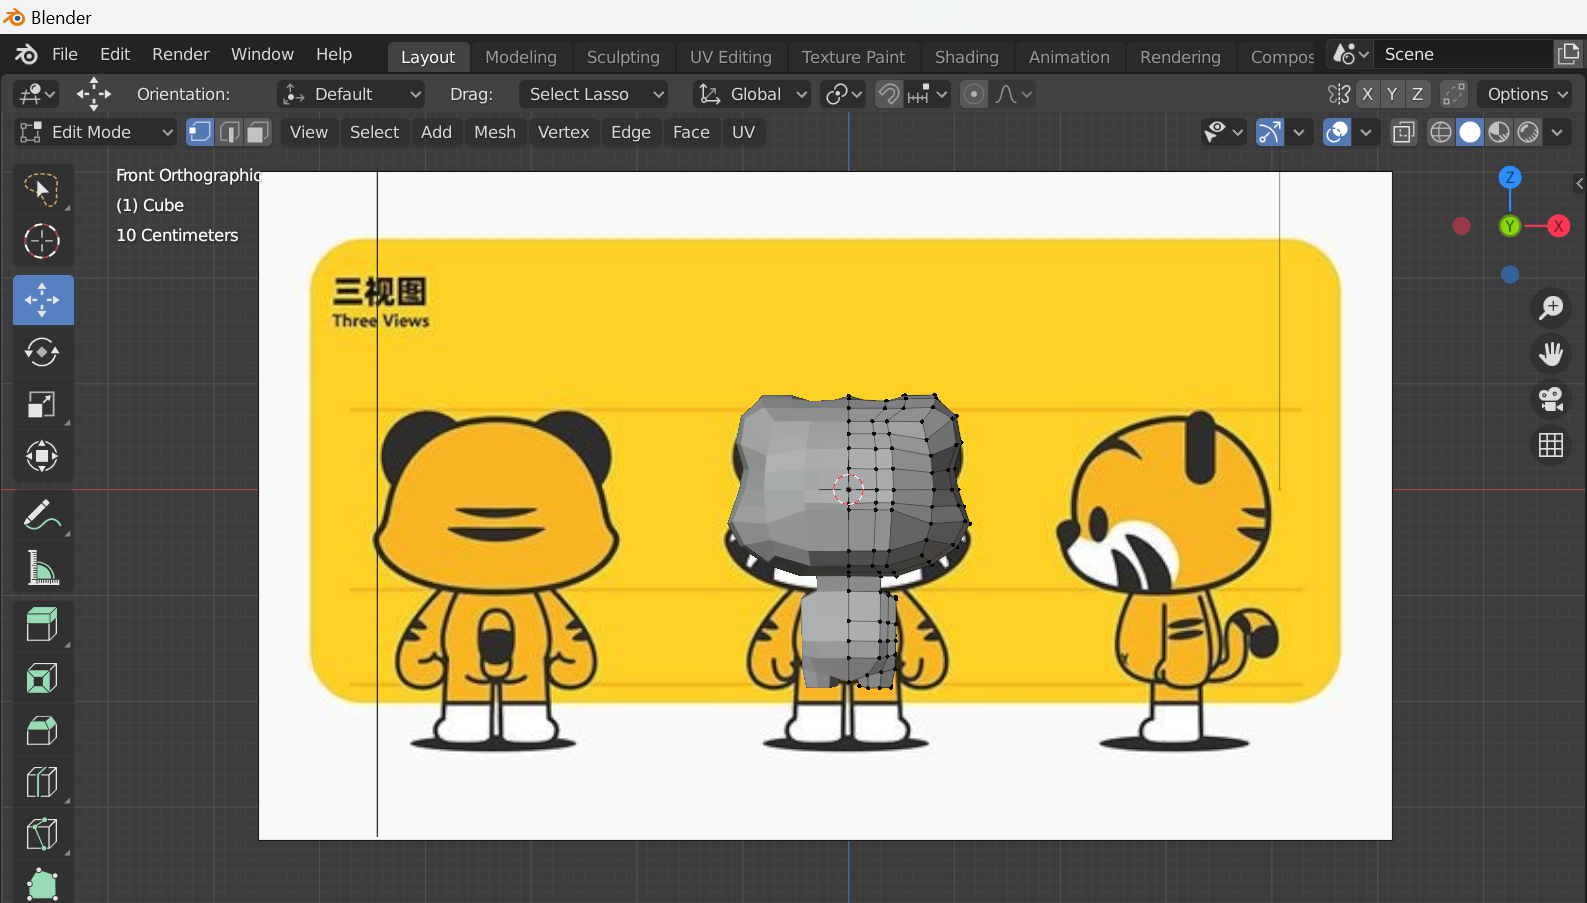 Blender
File Edit Render Window Help Layout Modeling Sculpting UV Editing Texture Paint Shading Animation Rendering Compos Scene
Orientation: Default Drag: Select Lasso Global X Y Z Options
Edit Mode View Select Add Mesh Vertex Edge Face UV
Front Orthographic
(1) Cube
10 Centimeters
Z
Y X
三视图
Three Views